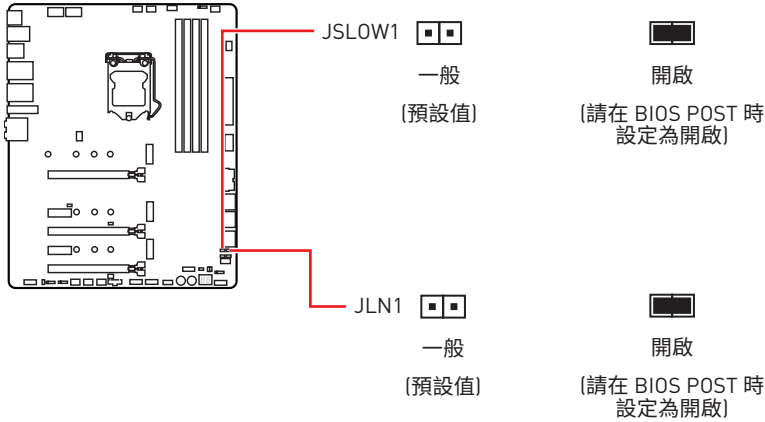 JSLOW1
一般
開啟
(預設值)
(請在 BIOS POST 時
設定為開啟)
JLN1
一般
開啟
(預設值)
(請在 BIOS POST 時
設定為開啟)